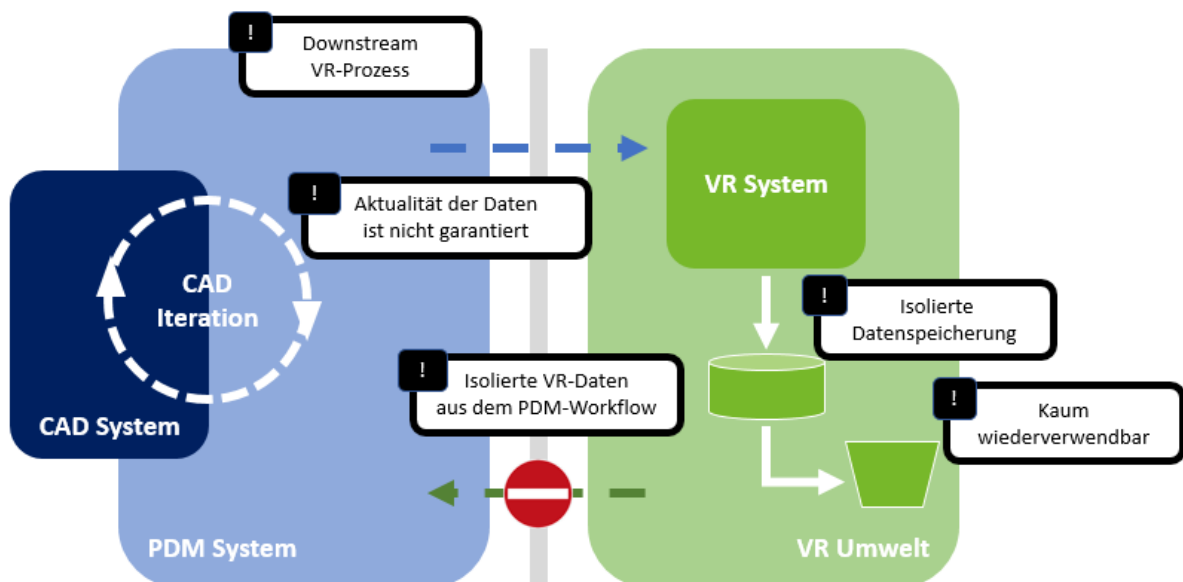 !
Downstream
VR-Prozess
VR System
!
Aktualität der Daten
ist nicht garantiert
CAD
Iteration
!
Isolierte
Datenspeicherung
!
Isolierte VR-Daten
aus dem PDM-Workflow
!
Kaum
wiederverwendbar
CAD System
PDM System
VR Umwelt